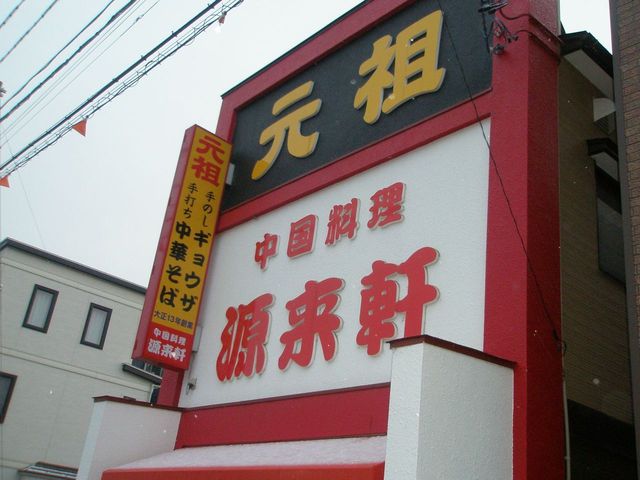 元祖
中国料理
源来軒
元祖
手のしギョウザ
手打ち中華そば
大正13年創業
中国料理
源来軒